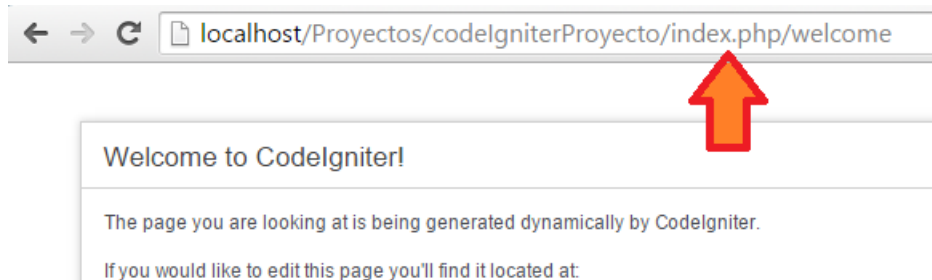 localhost/Proyectos/codeIgniterProyecto/index.php/welcome
Welcome to CodeIgniter!
The page you are looking at is being generated dynamically by CodeIgniter.
If you would like to edit this page you'll find it located at: